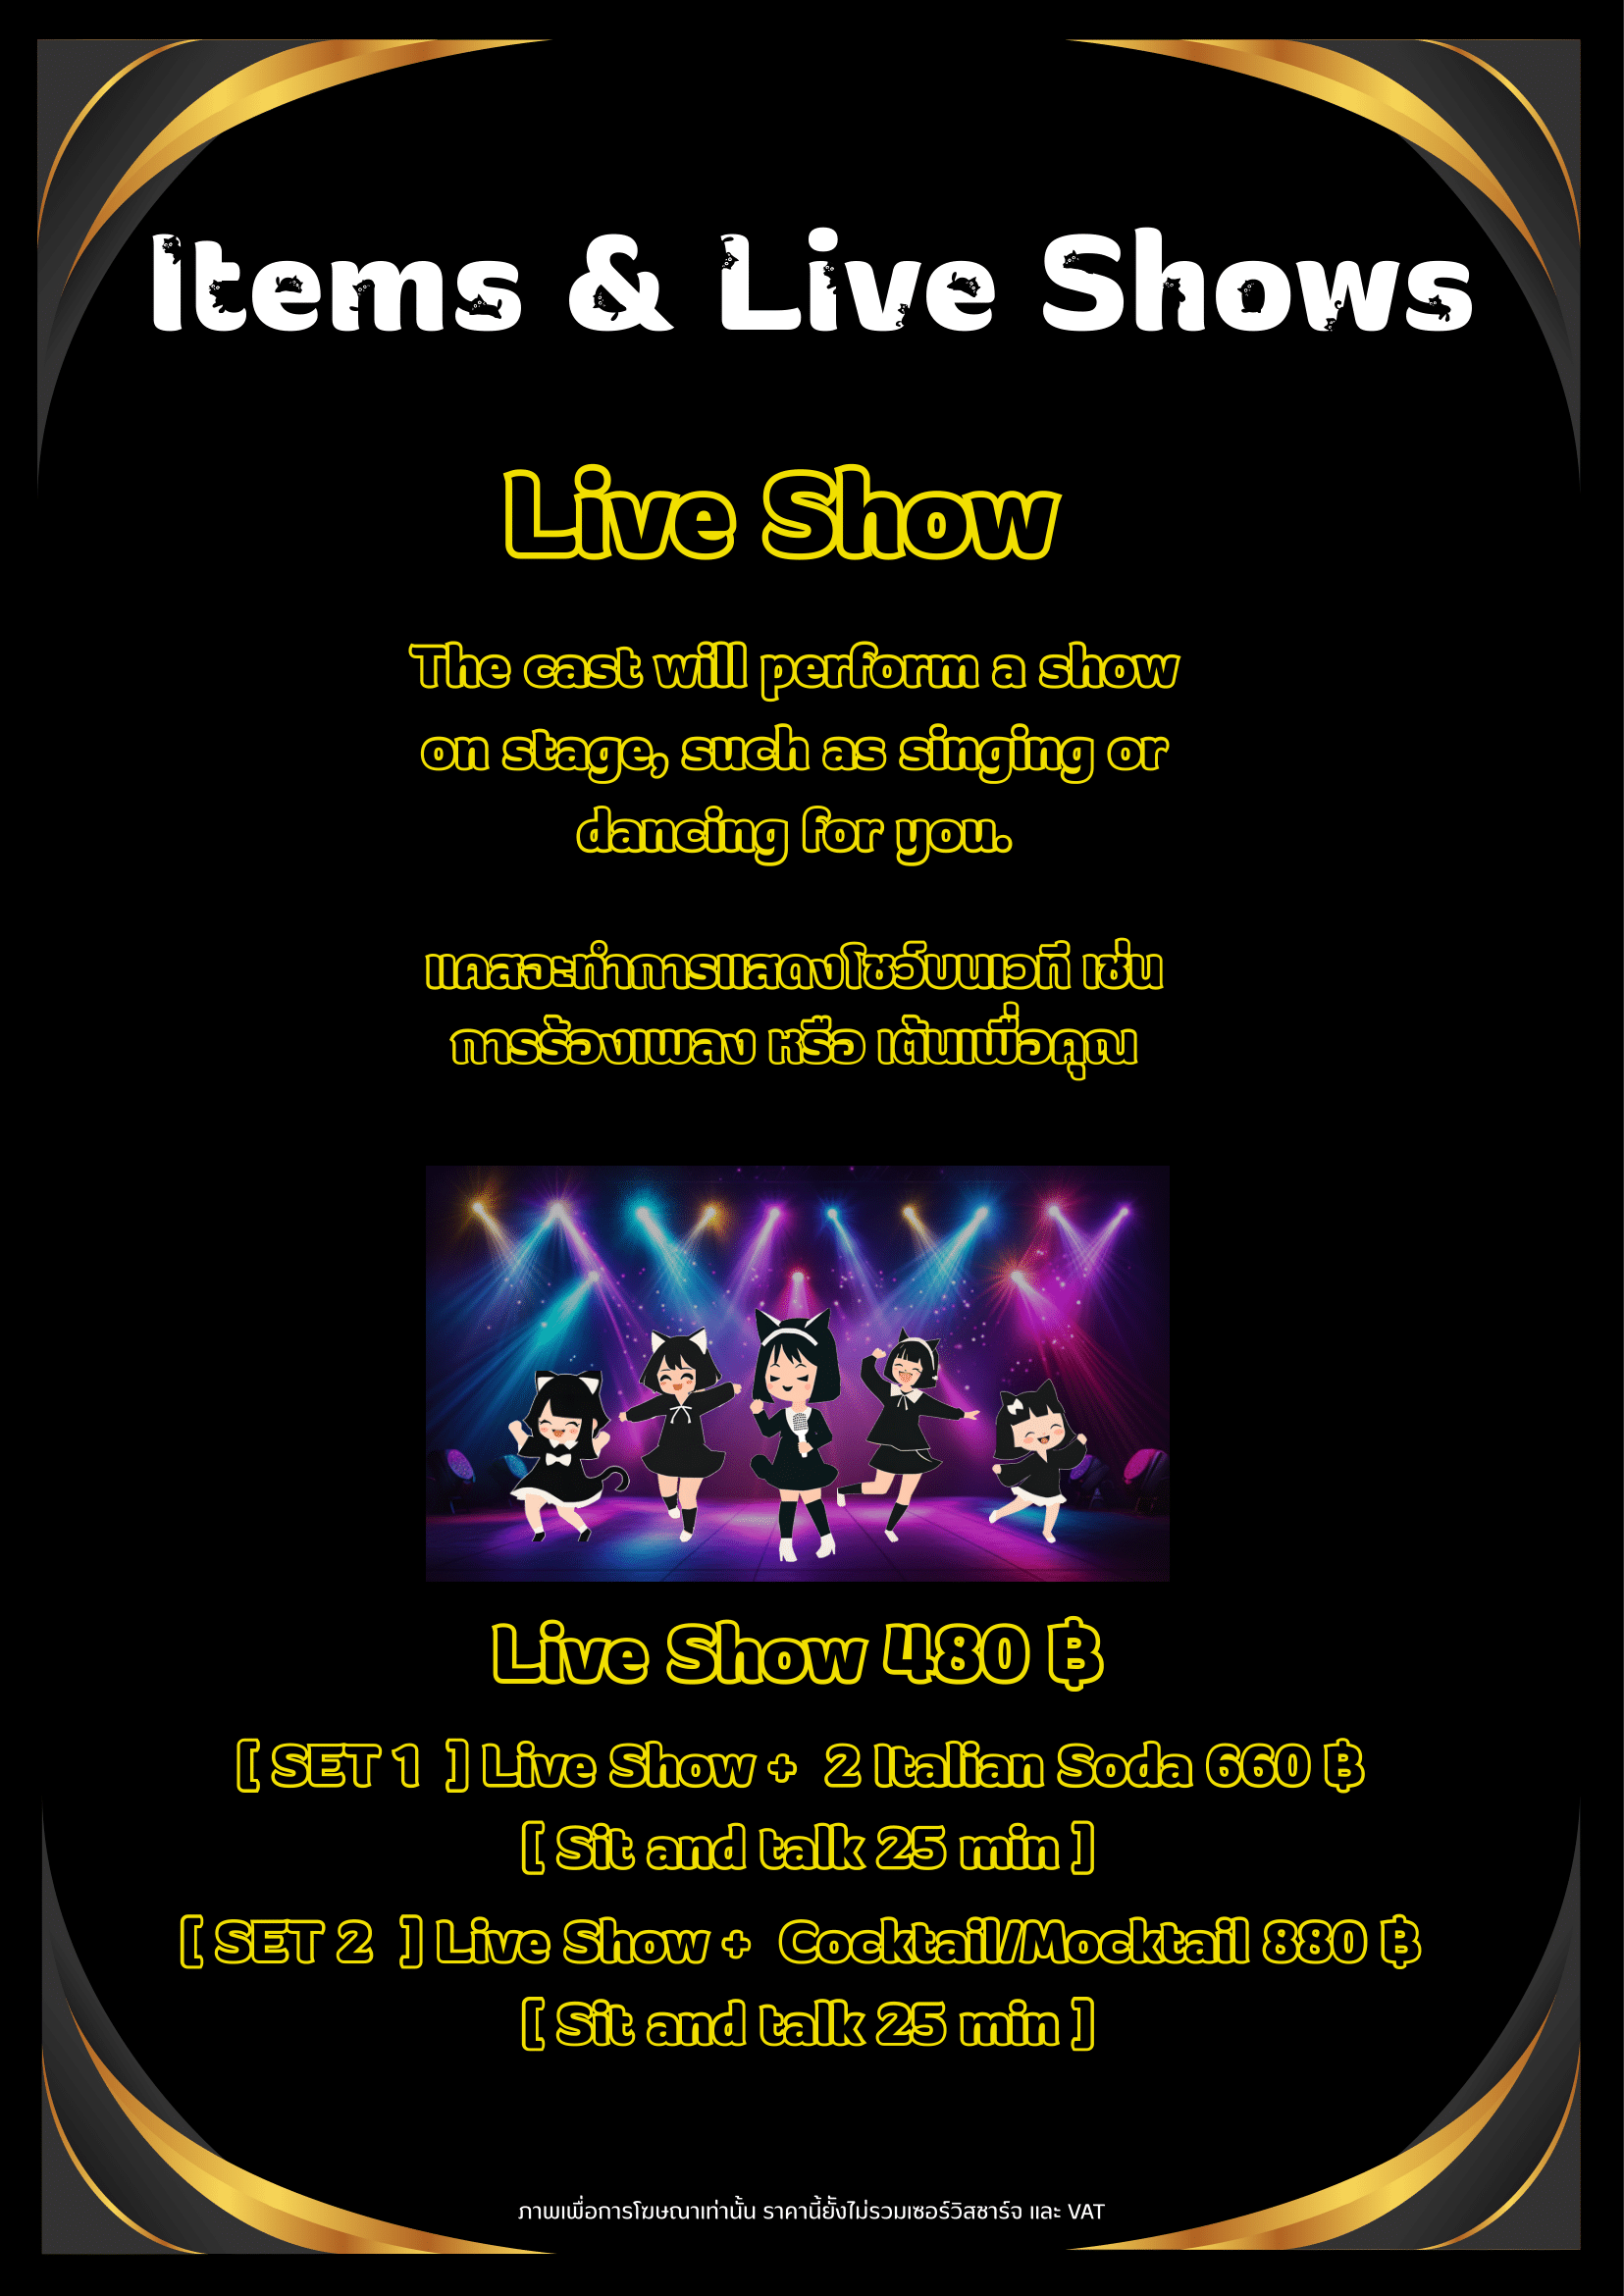 Items & Live Shows
Live Show
The cast will perform a show
on stage, such as singing or
dancing for you.
แคสจะทำการแสดงโชว์บนเวที เช่น
การร้องเพลง หรือ เต้นเพื่อคุณ
Live Show 480 ฿
[ SET 1 ] Live Show + 2 Italian Soda 660 ฿
[ Sit and talk 25 min ]
[ SET 2 ] Live Show + Cocktail/Mocktail 880 ฿
[ Sit and talk 25 min ]
ภาพเพื่อการโฆษณาเท่านั้น ราคานี้ยังไม่รวมเซอร์วิสชาร์จ และ VAT